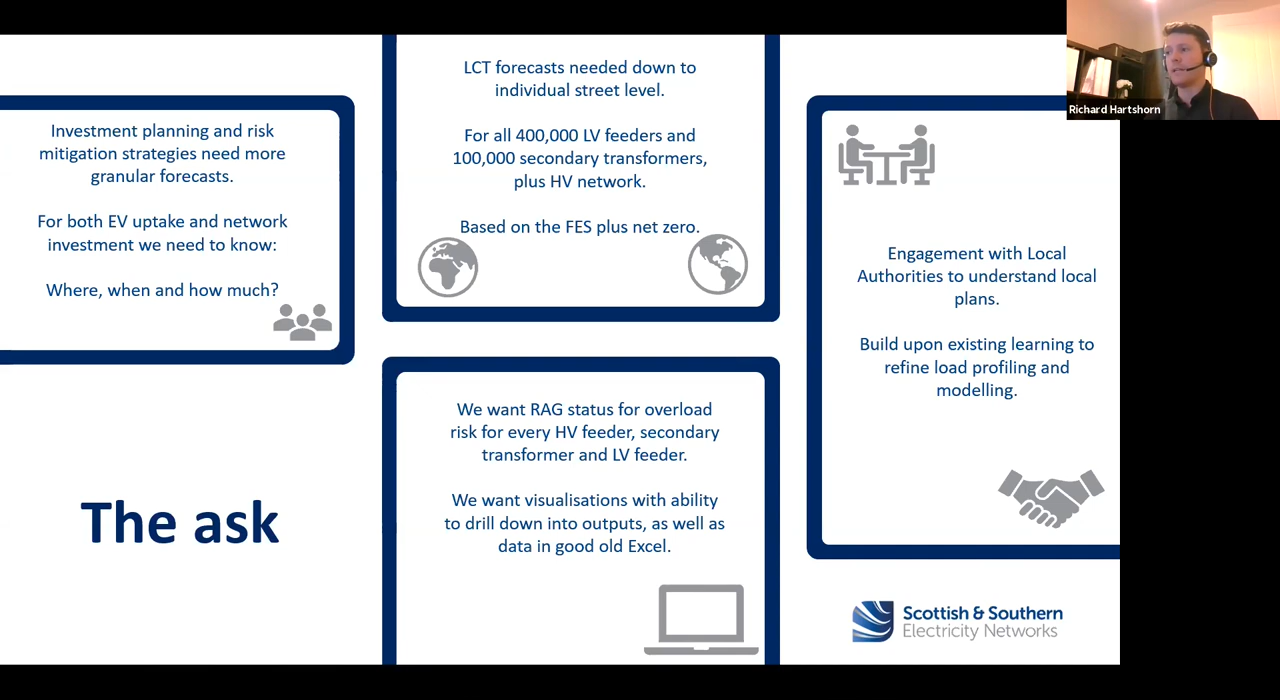 Investment planning and risk
mitigation strategies need more
granular forecasts.
For both EV uptake and network
investment we need to know:
Where, when and how much?
LCT forecasts needed down to
individual street level.
For all 400,000 LV feeders and
100,000 secondary transformers,
plus HV network.
Based on the FES plus net zero.
We want RAG status for overload
risk for every HV feeder, secondary
transformer and LV feeder.
We want visualisations with ability
to drill down into outputs, as well as
data in good old Excel.
Engagement with Local
Authorities to understand local
plans.
Build upon existing learning to
refine load profiling and
modelling.
The ask
Scottish & Southern
Electricity Networks
Richard Hartshorn